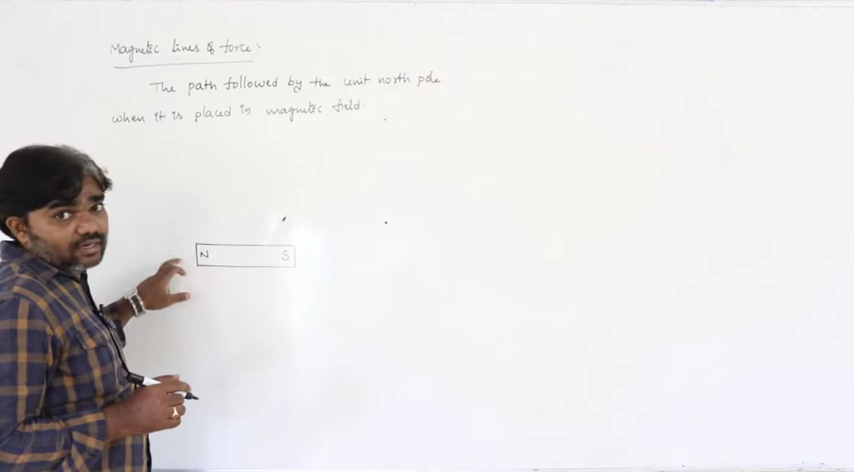 Magnetic Lines of force:
The path followed by the unit north pole
when it is placed in magnetic field
N S